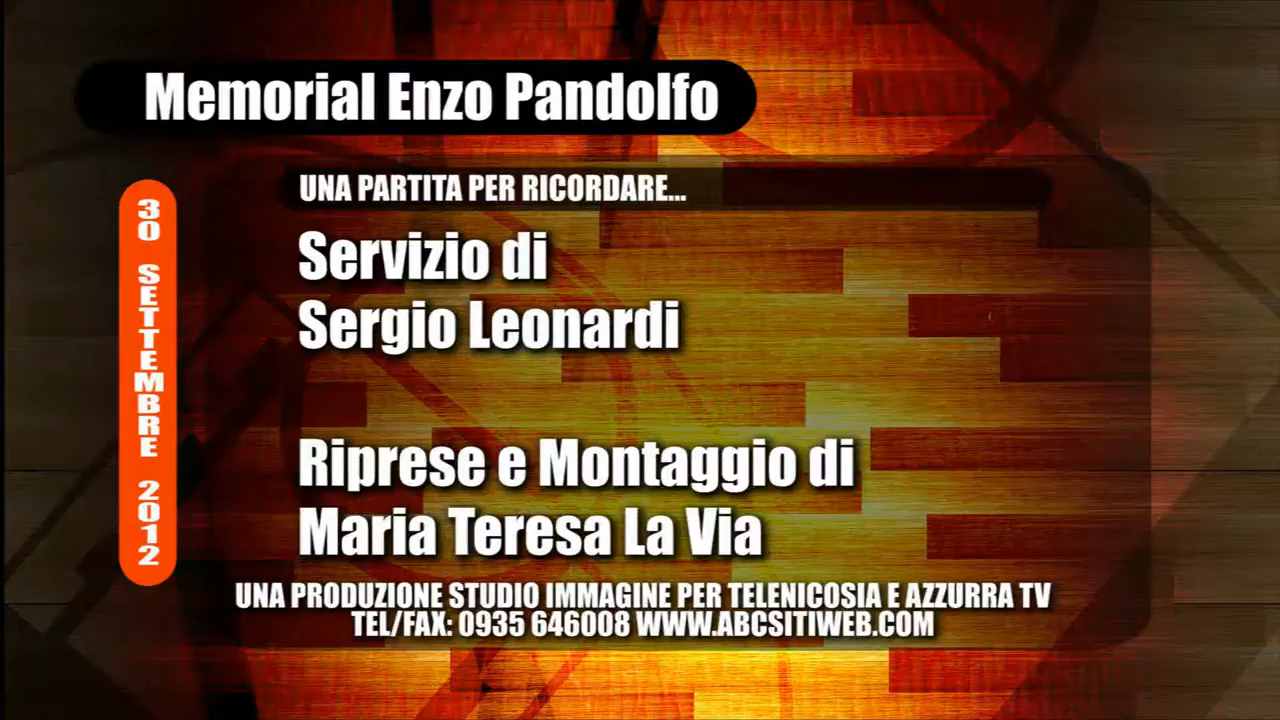 Memorial Enzo Pandolfo
UNA PARTITA PER RICORDARE...
30 SETTEMBRE 2012
Servizio di
Sergio Leonardi
Riprese e Montaggio di
Maria Teresa La Via
UNA PRODUZIONE STUDIO IMMAGINE PER TELENICOSIA E AZZURRA TV
TEL/FAX: 0935 646008 WWW.ABCSITIWEB.COM